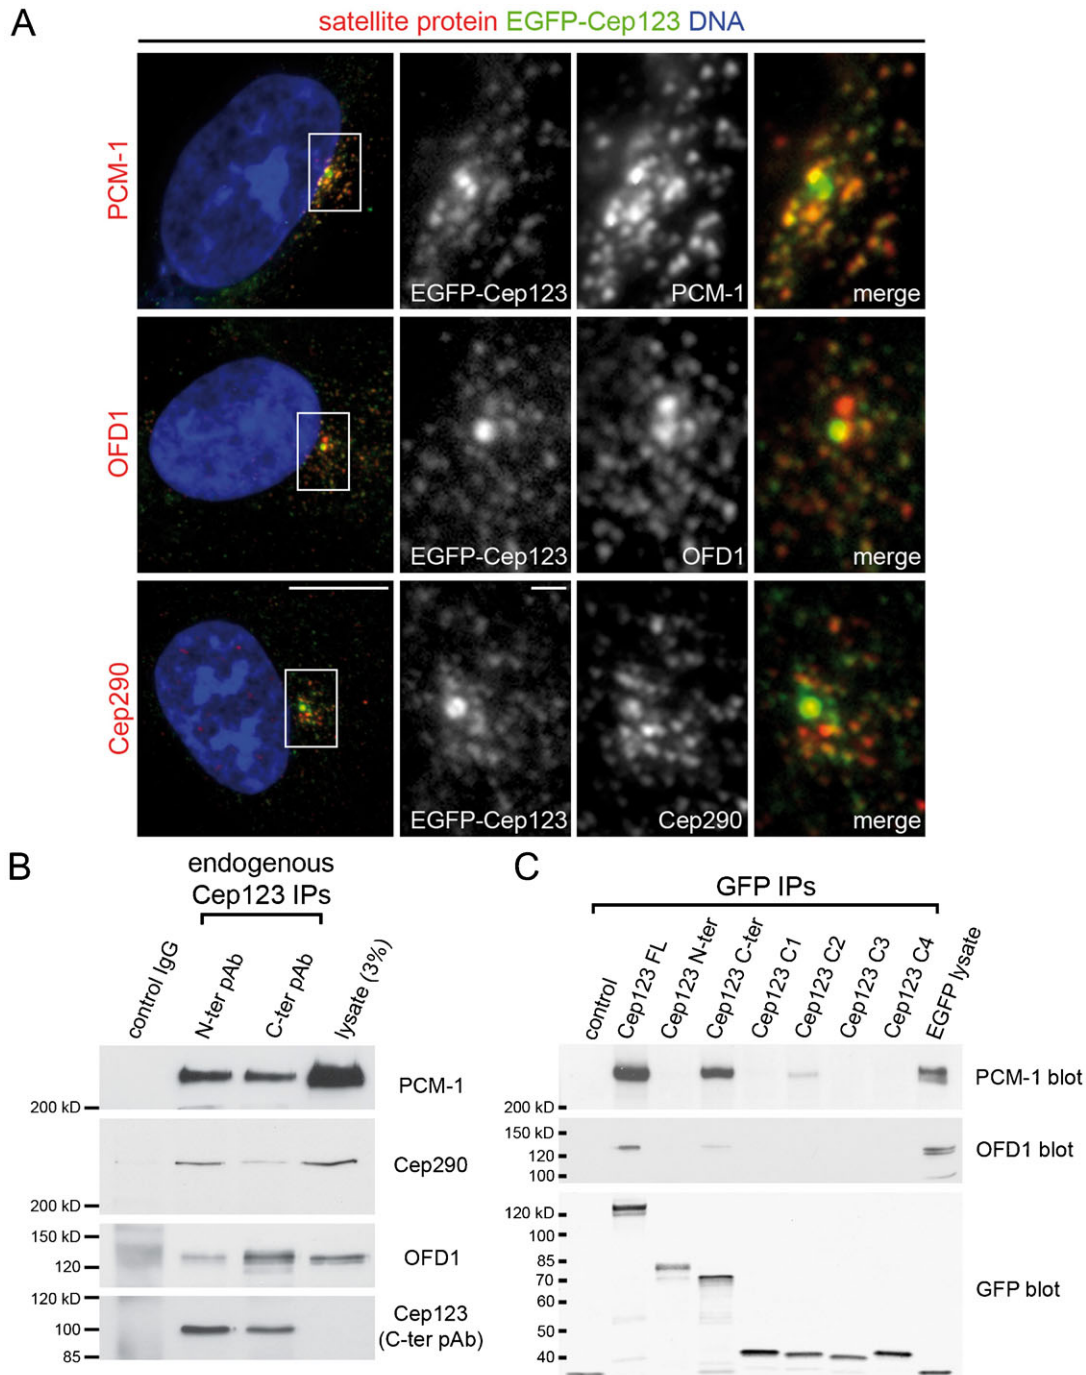 A
satellite protein EGFP-Cep123 DNA
PCM-1
EGFP-Cep123
PCM-1
merge
OFD1
EGFP-Cep123
OFD1
merge
Cep290
EGFP-Cep123
Cep290
merge
B
endogenous
Cep123 IPs
control IgG
N-ter pAb
C-ter pAb
lysate (3%)
PCM-1
200 kD
Cep290
200 kD
150 kD
OFD1
120
120 kD
Cep123
100
(C-ter pAb)
85
C
GFP IPs
control
Cep123 FL
Cep123 N-ter
Cep123 C-ter
Cep123 C1
Cep123 C2
Cep123 C3
Cep123 C4
EGFP lysate
PCM-1 blot
200 kD
150 kD
OFD1 blot
120
100
120 kD
100
85
70
GFP blot
60
50
40